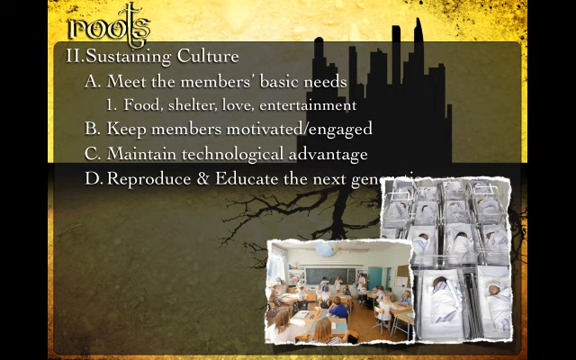 roots
II. Sustaining Culture
A. Meet the members' basic needs
1. Food, shelter, love, entertainment
B. Keep members motivated/engaged
C. Maintain technological advantage
D. Reproduce & Educate the next